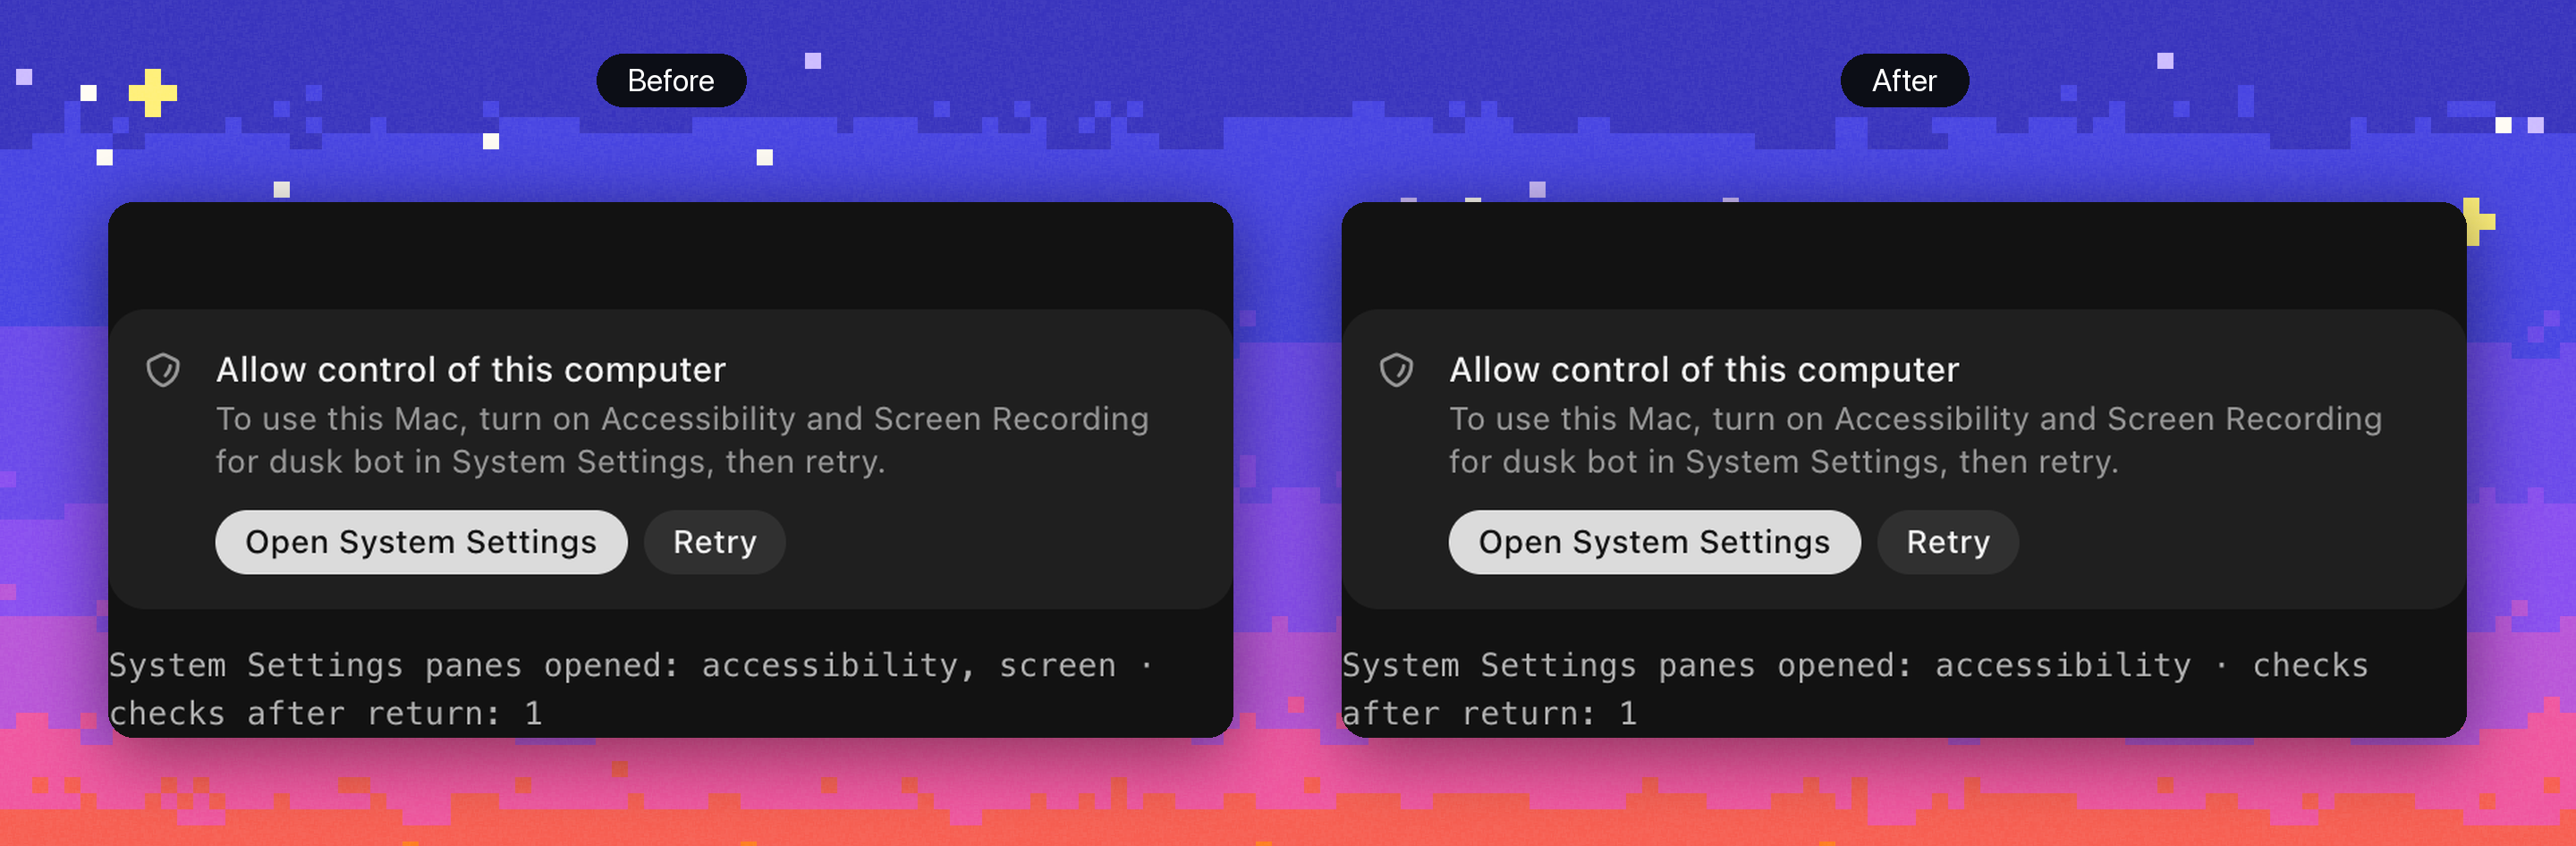 Before
Allow control of this computer
To use this Mac, turn on Accessibility and Screen Recording
for dusk bot in System Settings, then retry.
Open System Settings
Retry
System Settings panes opened: accessibility, screen ·
checks after return: 1
After
Allow control of this computer
To use this Mac, turn on Accessibility and Screen Recording
for dusk bot in System Settings, then retry.
Open System Settings
Retry
System Settings panes opened: accessibility · checks
after return: 1